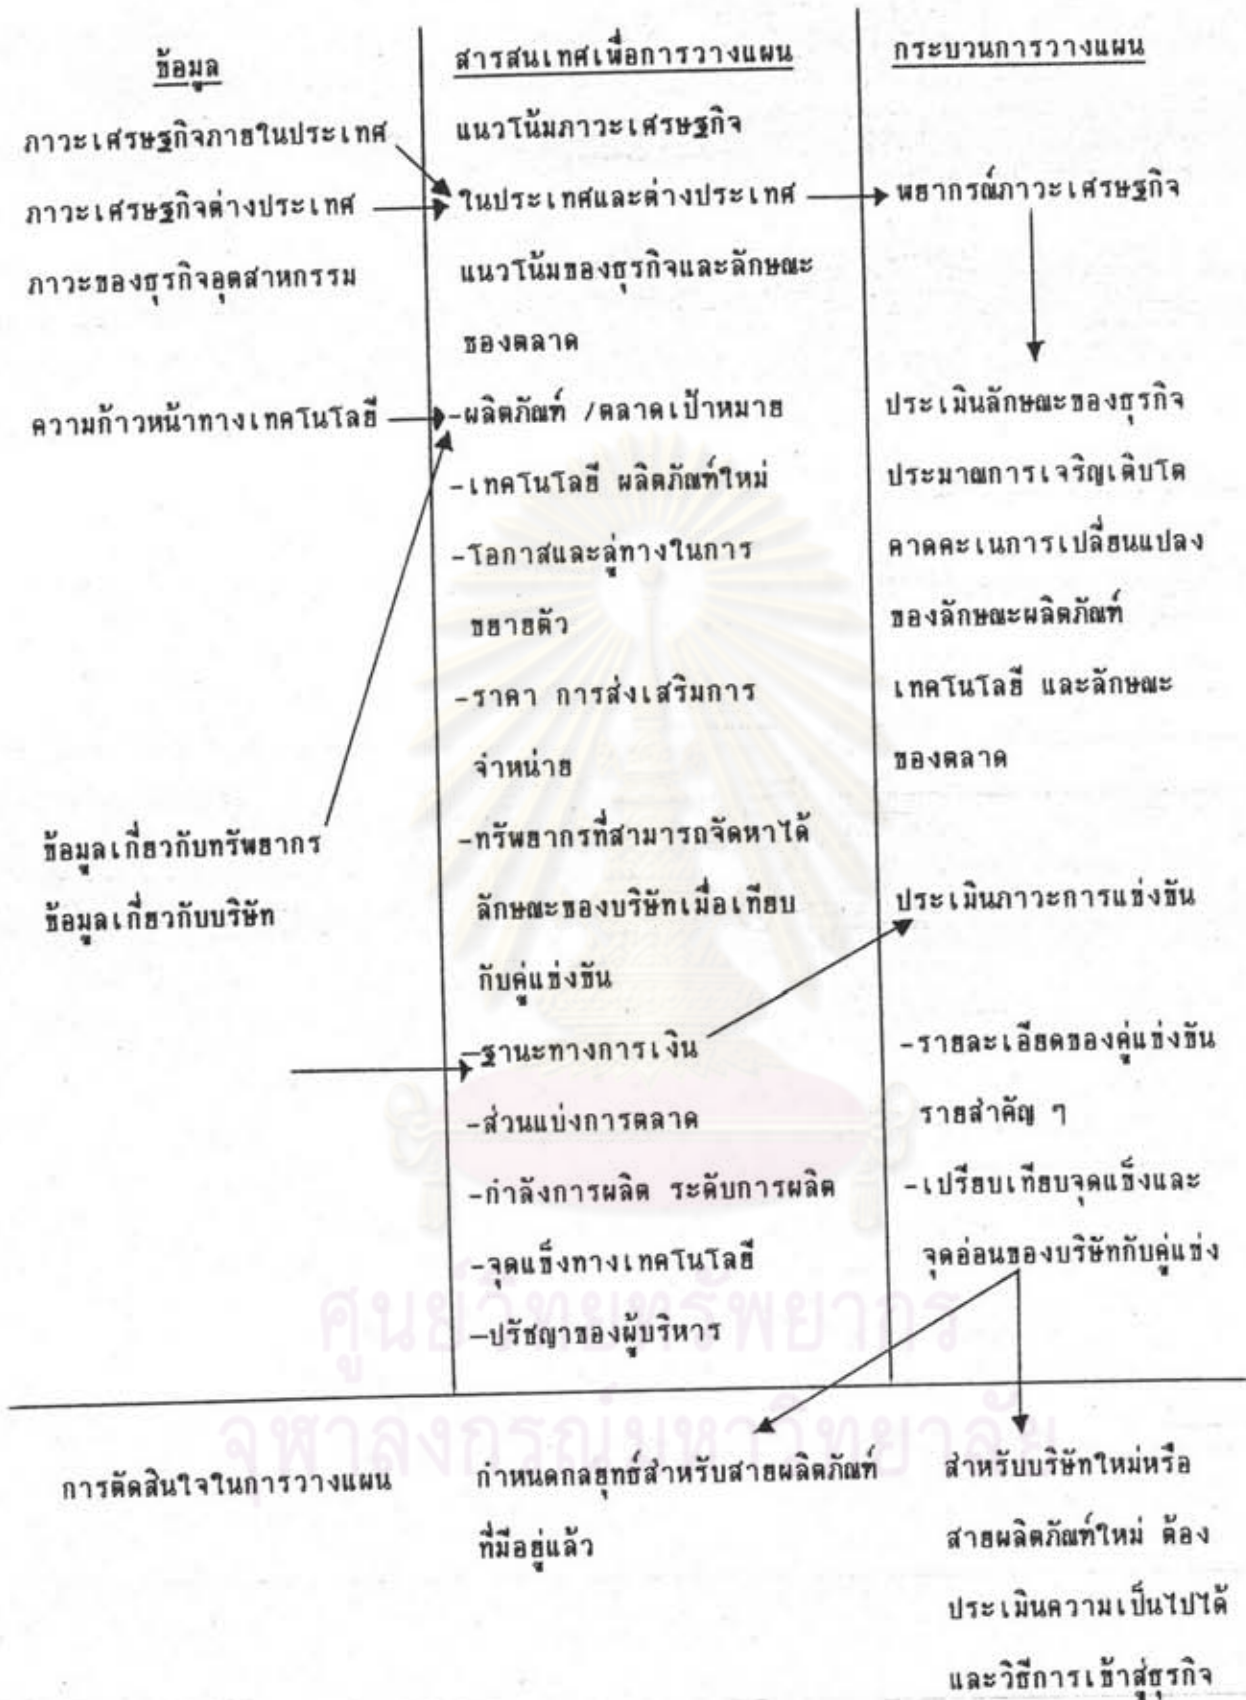 ข้อมูล
ภาวะเศรษฐกิจภายในประเทศ
ภาวะเศรษฐกิจต่างประเทศ
ภาวะของธุรกิจอุตสาหกรรม
ความก้าวหน้าทางเทคโนโลยี
ข้อมูลเกี่ยวกับทรัพยากร
ข้อมูลเกี่ยวกับบริษัท
สารสนเทศเพื่อการวางแผน
แนวโน้มภาวะเศรษฐกิจ
ในประเทศและต่างประเทศ
แนวโน้มของธุรกิจและลักษณะ
ของตลาด
-ผลิตภัณฑ์ /ตลาดเป้าหมาย
-เทคโนโลยี ผลิตภัณฑ์ใหม่
-โอกาสและลู่ทางในการ
ขยายตัว
-ราคา การส่งเสริมการ
จำหน่าย
-ทรัพยากรที่สามารถจัดหาได้
ลักษณะของบริษัทเมื่อเทียบ
กับคู่แข่งขัน
-ฐานะทางการเงิน
-ส่วนแบ่งการตลาด
-กำลังการผลิต ระดับการผลิต
-จุดแข็งทางเทคโนโลยี
-ปรัชญาของผู้บริหาร
กระบวนการวางแผน
พยากรณ์ภาวะเศรษฐกิจ
ประเมินลักษณะของธุรกิจ
ประมาณการเจริญเติบโต
คาดคะเนการเปลี่ยนแปลง
ของลักษณะผลิตภัณฑ์
เทคโนโลยี และลักษณะ
ของตลาด
ประเมินภาวะการแข่งขัน
-รายละเอียดของคู่แข่งขัน
รายสำคัญ ๆ
-เปรียบเทียบจุดแข็งและ
จุดอ่อนของบริษัทกับคู่แข่ง
การตัดสินใจในการวางแผน
กำหนดกลยุทธ์สำหรับสายผลิตภัณฑ์
ที่มีอยู่แล้ว
สำหรับบริษัทใหม่หรือ
สายผลิตภัณฑ์ใหม่ ต้อง
ประเมินความเป็นไปได้
และวิธีการเข้าสู่ธุรกิจ
ศูนย์วิทยทรัพยากร
จุฬาลงกรณ์มหาวิทยาลัย